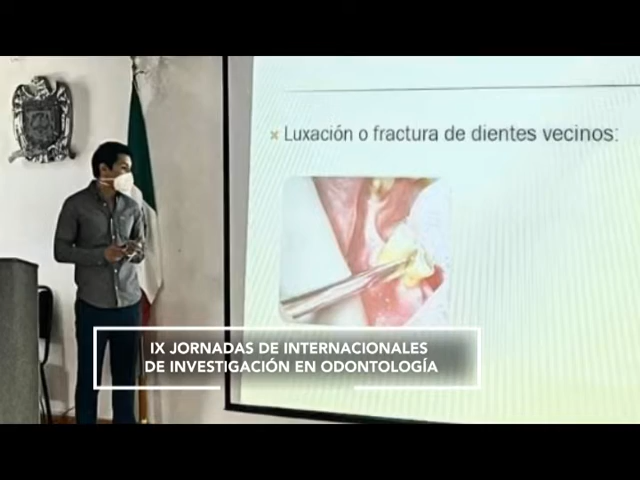 Luxación o fractura de dientes vecinos:
IX JORNADAS DE INTERNACIONALES
DE INVESTIGACIÓN EN ODONTOLOGÍA